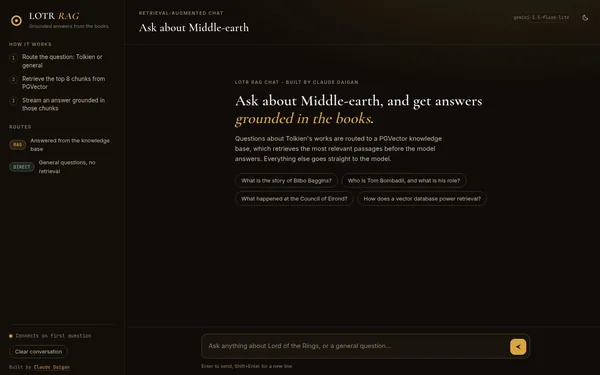 LOTR RAG
Grounded answers from the books.
HOW IT WORKS
1 Route the question: Tolkien or
general
2 Retrieve the top 8 chunks from
PGVector
3 Stream an answer grounded in
those chunks
ROUTES
RAG Answered from the knowledge
base
DIRECT General questions, no
retrieval
Connects on first question
Clear conversation
Built by Claude Daigan
RETRIEVAL-AUGMENTED CHAT
Ask about Middle-earth
LOTR RAG CHAT · BUILT BY CLAUDE DAIGAN
Ask about Middle-earth, and get answers
grounded in the books.
Questions about Tolkien's works are routed to a PGVector knowledge
base, which retrieves the most relevant passages before the model
answers. Everything else goes straight to the model.
What is the story of Bilbo Baggins?
Who is Tom Bombadil, and what is his role?
What happened at the Council of Elrond?
How does a vector database power retrieval?
Ask anything about Lord of the Rings, or a general question...
Enter to send, Shift+Enter for a new line